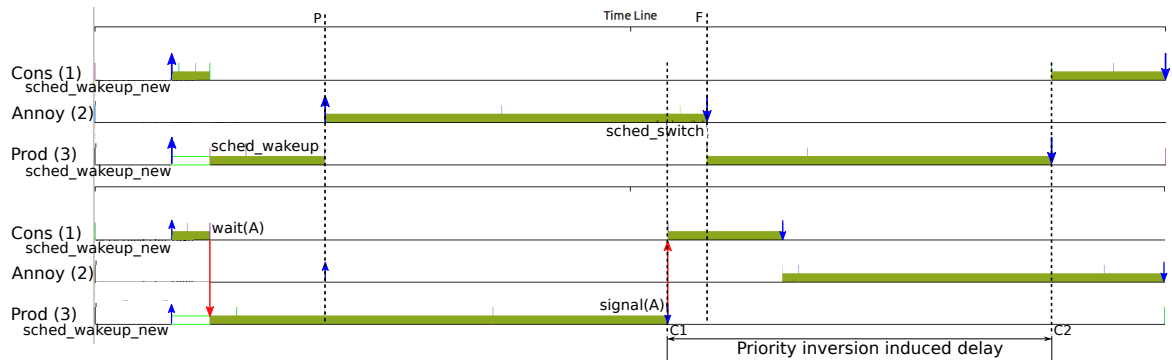 P Time Line F
Cons (1)
sched_wakeup_new
Annoy (2)
sched_switch
Prod (3) sched_wakeup
sched_wakeup_new
Cons (1) wait(A)
sched_wakeup_new
Annoy (2)
signal(A)
Prod (3)
sched_wakeup_new C1 C2
Priority inversion induced delay